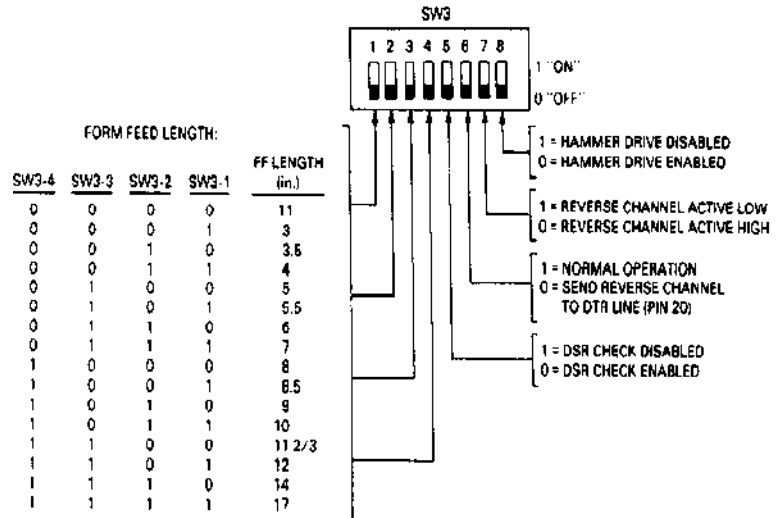 SW3
1 2 3 4 5 6 7 8
1 "ON"
0 "OFF"
FORM FEED LENGTH:
SW3-4 SW3-3 SW3-2 SW3-1 FF LENGTH (in.)
0 0 0 0 11
0 0 0 1 3
0 0 1 0 3.5
0 0 1 1 4
0 1 0 0 5
0 1 0 1 5.5
0 1 1 0 6
0 1 1 1 7
1 0 0 0 8
1 0 0 1 8.5
1 0 1 0 9
1 0 1 1 10
1 1 0 0 11 2/3
1 1 0 1 12
1 1 1 0 14
1 1 1 1 17
1 = HAMMER DRIVE DISABLED
0 = HAMMER DRIVE ENABLED
1 = REVERSE CHANNEL ACTIVE LOW
0 = REVERSE CHANNEL ACTIVE HIGH
1 = NORMAL OPERATION
0 = SEND REVERSE CHANNEL
TO DTR LINE (PIN 20)
1 = DSR CHECK DISABLED
0 = DSR CHECK ENABLED